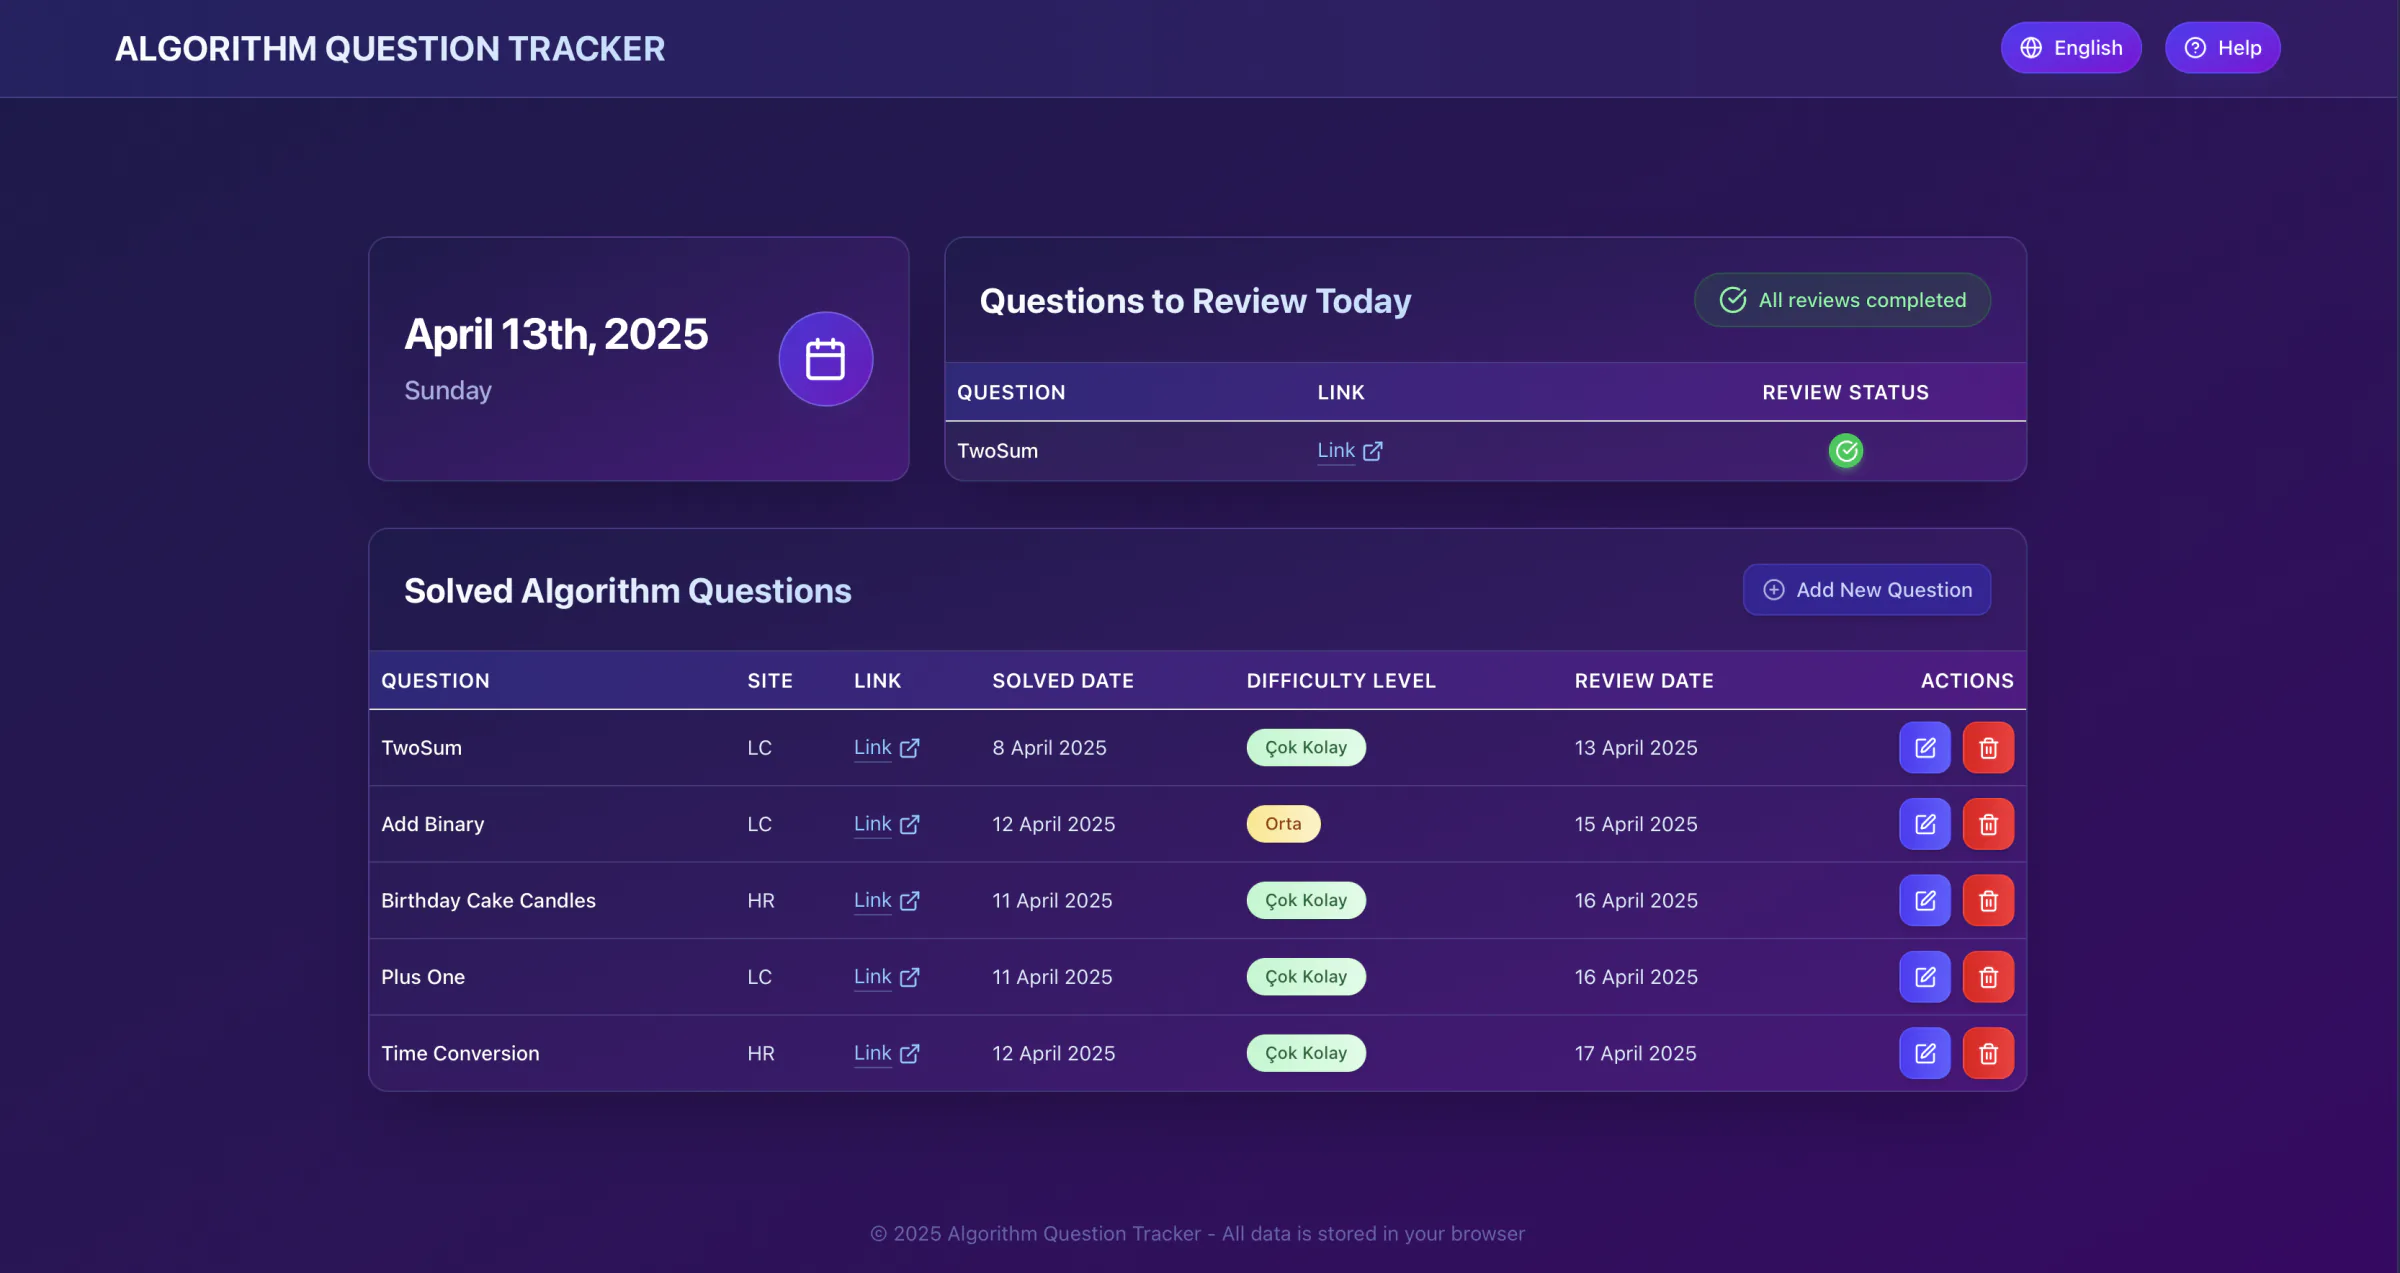 ALGORITHM QUESTION TRACKER
English
Help
April 13th, 2025
Sunday
Questions to Review Today
All reviews completed
QUESTION LINK REVIEW STATUS
TwoSum Link
Solved Algorithm Questions
Add New Question
QUESTION SITE LINK SOLVED DATE DIFFICULTY LEVEL REVIEW DATE ACTIONS
TwoSum LC Link 8 April 2025 Çok Kolay 13 April 2025
Add Binary LC Link 12 April 2025 Orta 15 April 2025
Birthday Cake Candles HR Link 11 April 2025 Çok Kolay 16 April 2025
Plus One LC Link 11 April 2025 Çok Kolay 16 April 2025
Time Conversion HR Link 12 April 2025 Çok Kolay 17 April 2025
© 2025 Algorithm Question Tracker - All data is stored in your browser